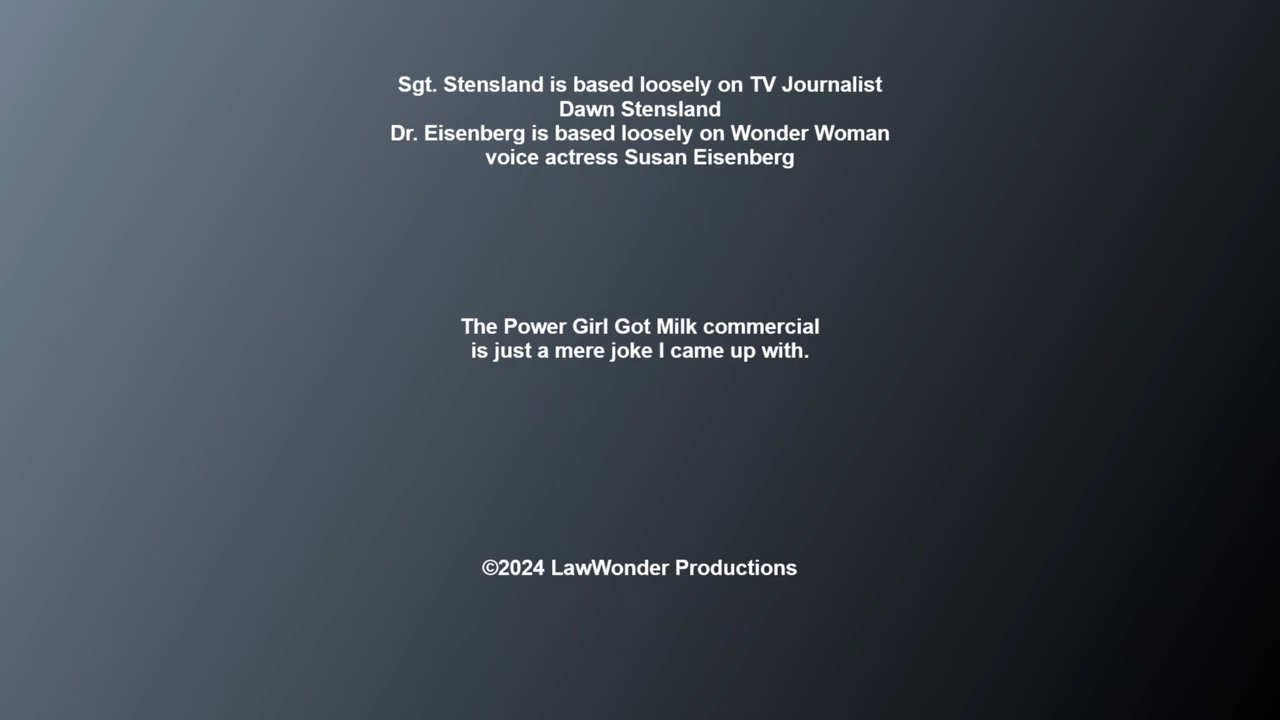 Sgt. Stensland is based loosely on TV Journalist
Dawn Stensland
Dr. Eisenberg is based loosely on Wonder Woman
voice actress Susan Eisenberg
The Power Girl Got Milk commercial
is just a mere joke I came up with.
©2024 LawWonder Productions